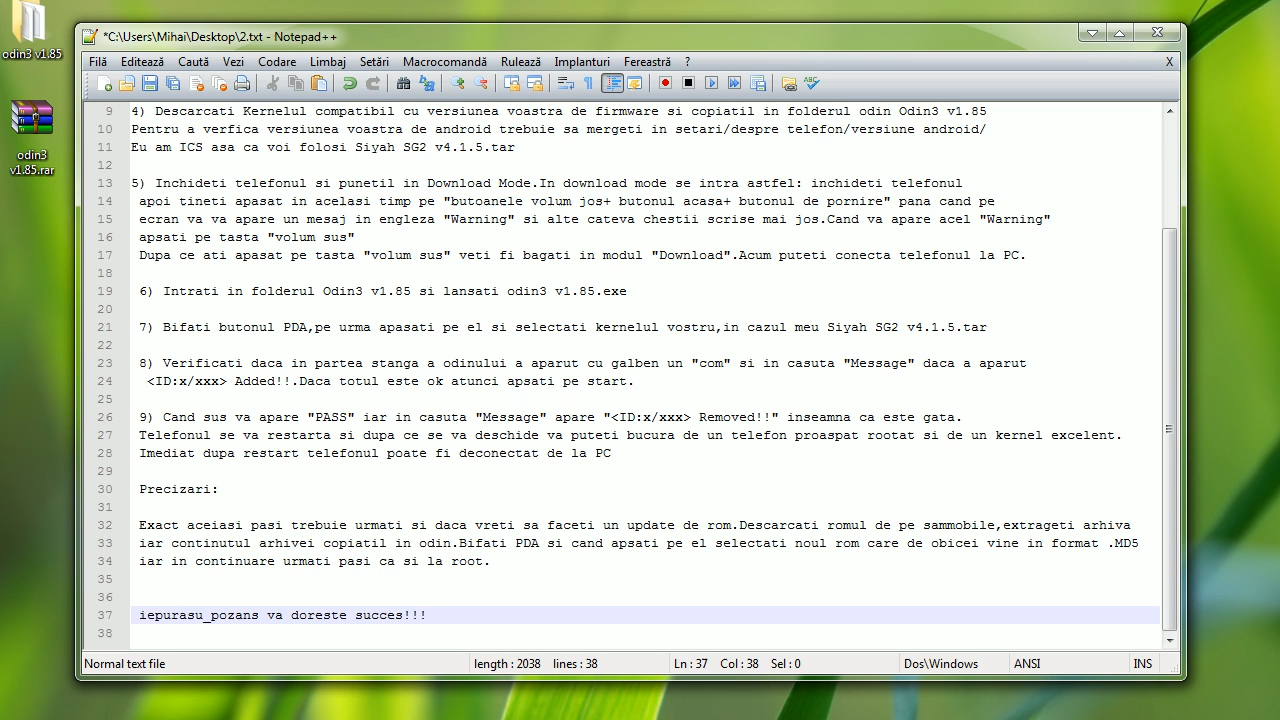 odin3 v1.85
odin3
v1.85.rar
*C:\Users\Mihai\Desktop\2.txt - Notepad++
Filă Editează Caută Vezi Codare Limbaj Setări Macrocomandă Rulează Implanturi Fereastră ? X
9 4) Descarcati Kernelul compatibil cu versiunea voastra de firmware si copiatil in folderul odin Odin3 v1.85
10 Pentru a verfica versiunea voastra de android trebuie sa mergeti in setari/despre telefon/versiune android/
11 Eu am ICS asa ca voi folosi Siyah SG2 v4.1.5.tar
12
13 5) Inchideti telefonul si punetil in Download Mode.In download mode se intra astfel: inchideti telefonul
14 apoi tineti apasat in acelasi timp pe "butoanele volum jos+ butonul acasa+ butonul de pornire" pana cand pe
15 ecran va va apare un mesaj in engleza "Warning" si alte cateva chestii scrise mai jos.Cand va apare acel "Warning"
16 apsati pe tasta "volum sus"
17 Dupa ce ati apasat pe tasta "volum sus" veti fi bagati in modul "Download".Acum puteti conecta telefonul la PC.
18
19 6) Intrati in folderul Odin3 v1.85 si lansati odin3 v1.85.exe
20
21 7) Bifati butonul PDA,pe urma apasati pe el si selectati kernelul vostru,in cazul meu Siyah SG2 v4.1.5.tar
22
23 8) Verificati daca in partea stanga a odinului a aparut cu galben un "com" si in casuta "Message" daca a aparut
24 <ID:x/xxx> Added!!.Daca totul este ok atunci apsati pe start.
25
26 9) Cand sus va apare "PASS" iar in casuta "Message" apare "<ID:x/xxx> Removed!!" inseamna ca este gata.
27 Telefonul se va restarta si dupa ce se va deschide va puteti bucura de un telefon proaspat rootat si de un kernel excelent.
28 Imediat dupa restart telefonul poate fi deconectat de la PC
29
30 Precizari:
31
32 Exact aceiasi pasi trebuie urmati si daca vreti sa faceti un update de rom.Descarcati romul de pe sammobile,extrageti arhiva
33 iar continutul arhivei copiatil in odin.Bifati PDA si cand apsati pe el selectati noul rom care de obicei vine in format .MD5
34 iar in continuare urmati pasi ca si la root.
35
36
37 iepurasu_pozans va doreste succes!!!
38
Normal text file length : 2038 lines : 38 Ln : 37 Col : 38 Sel : 0 Dos\Windows ANSI INS